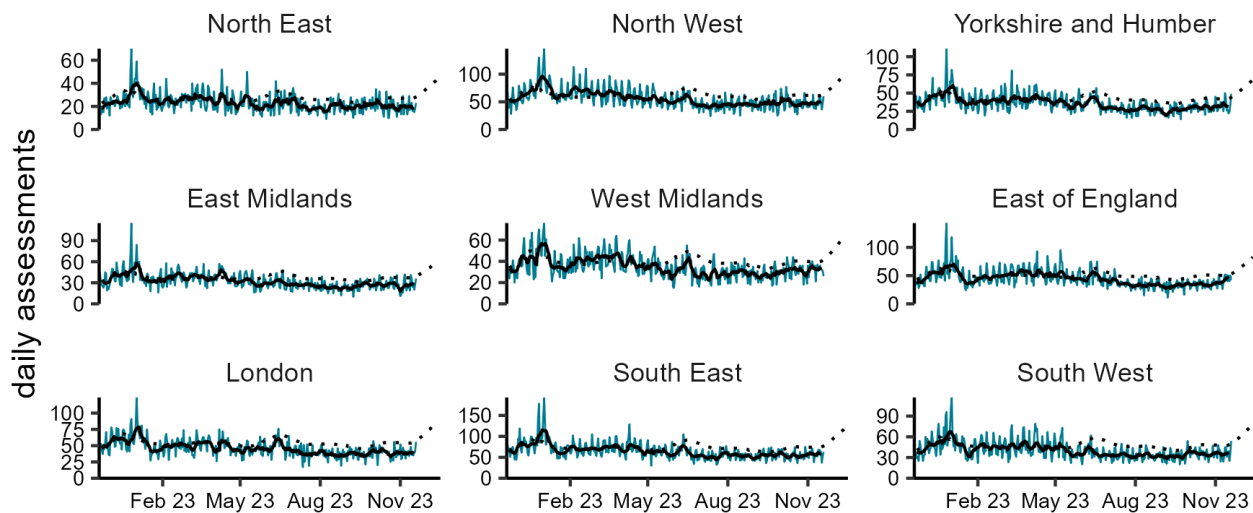 North East
North West
Yorkshire and Humber
60
40
20
0
100
50
0
100
75
50
25
0
daily assessments
East Midlands
West Midlands
East of England
90
60
30
0
60
40
20
0
100
50
0
London
South East
South West
100
75
50
25
0
150
100
50
0
90
60
30
0
Feb 23 May 23 Aug 23 Nov 23
Feb 23 May 23 Aug 23 Nov 23
Feb 23 May 23 Aug 23 Nov 23